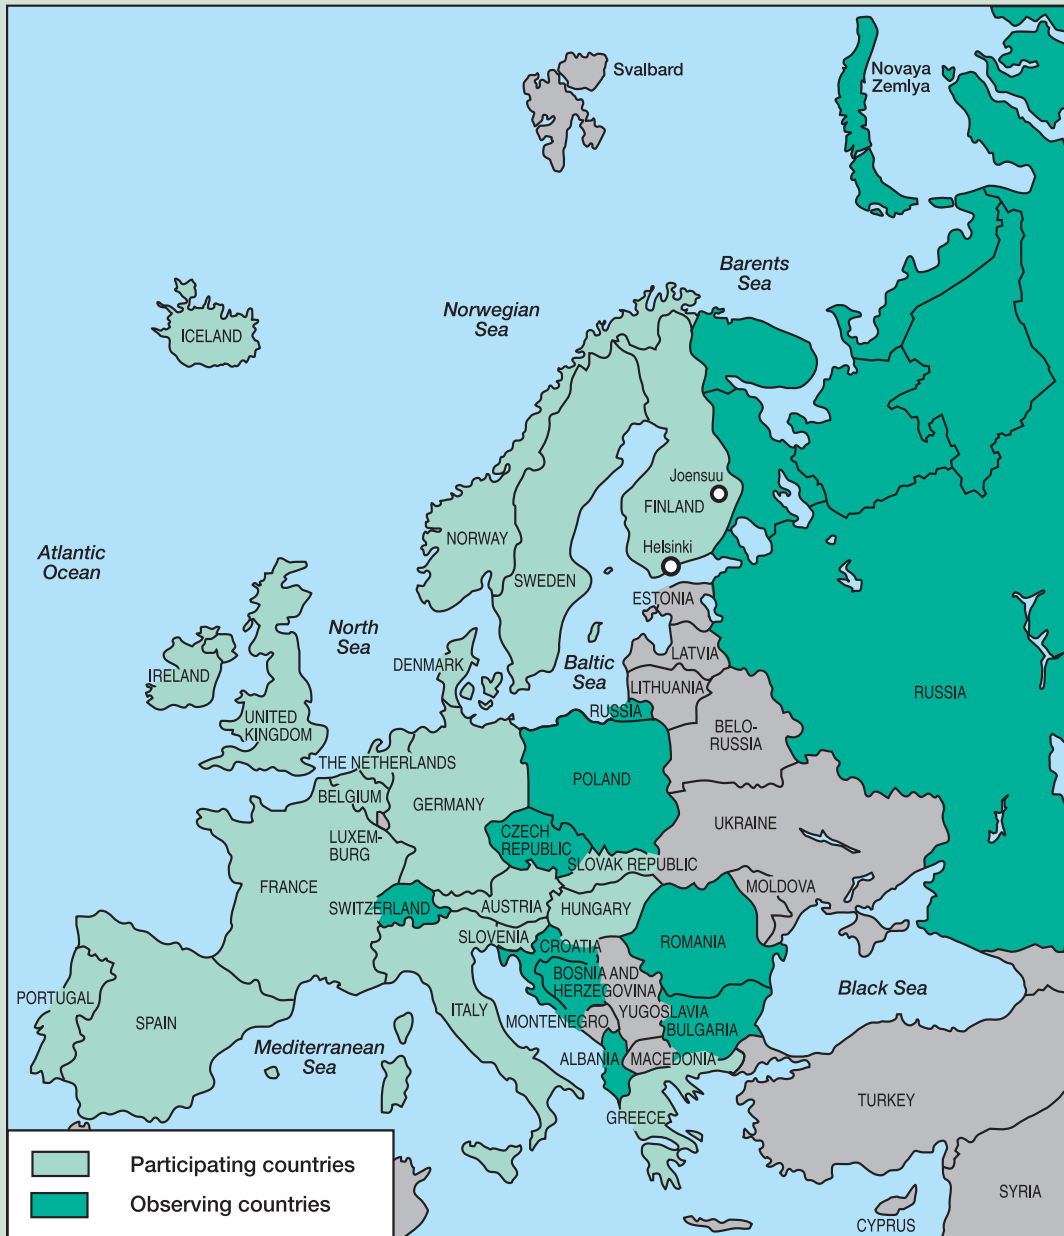 Svalbard
Novaya
Zemlya
Barents
Sea
Norwegian
Sea
ICELAND
Joensuu
FINLAND
NORWAY
Helsinki
Atlantic
Ocean
SWEDEN
ESTONIA
North
Sea
LATVIA
DENMARK
Baltic
Sea
IRELAND
LITHUANIA
RUSSIA
RUSSIA
UNITED
KINGDOM
BELO-
RUSSIA
THE NETHERLANDS
POLAND
BELGIUM
GERMANY
UKRAINE
LUXEM-
BURG
CZECH
REPUBLIC
SLOVAK REPUBLIC
FRANCE
MOLDOVA
SWITZERLAND
AUSTRIA
HUNGARY
SLOVENIA
CROATIA
ROMANIA
BOSNIA AND
HERZEGOVINA
Black Sea
PORTUGAL
SPAIN
ITALY
MONTENEGRO
YUGOSLAVIA
BULGARIA
Mediterranean
Sea
ALBANIA
MACEDONIA
TURKEY
GREECE
Participating countries
Observing countries
SYRIA
CYPRUS